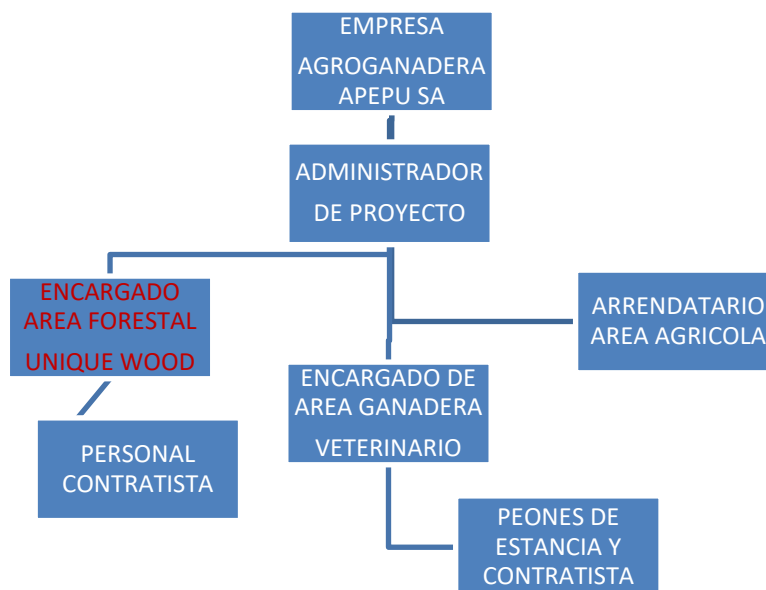 EMPRESA
AGROGANADERA
APEPU SA
ADMINISTRADOR
DE PROYECTO
ENCARGADO
AREA FORESTAL
UNIQUE WOOD
ARRENDATARIO
AREA AGRICOLA
ENCARGADO DE
AREA GANADERA
VETERINARIO
PERSONAL
CONTRATISTA
PEONES DE
ESTANCIA Y
CONTRATISTA